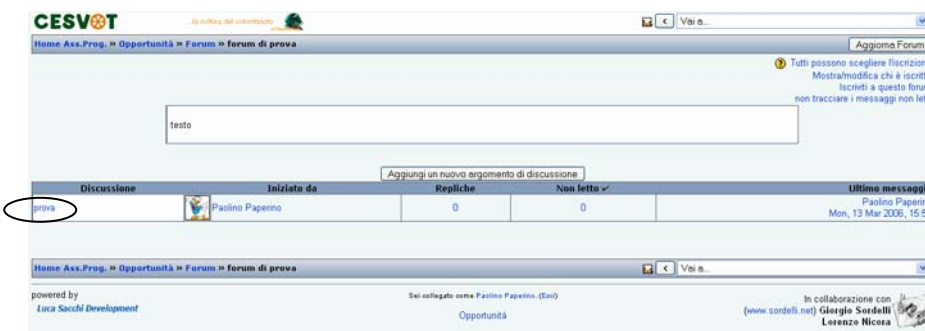 CESVOT
...la cultura del volontariato
< Vai a...
Home Ass.Prog. » Opportunità » Forum » forum di prova
Aggiorna Forum
? Tutti possono scegliere l'iscrizion
Mostra/modifica chi è iscritt
Iscriviti a questo foru
non tracciare i messaggi non let
testo
Aggiungi un nuovo argomento di discussione
Discussione Iniziato da Repliche Non letto ✓ Ultimo messaggi
prova Paolino Paperino 0 0 Paolino Paperin
Mon, 13 Mar 2006, 15:5
Home Ass.Prog. » Opportunità » Forum » forum di prova
< Vai a...
powered by
Luca Sacchi Development
Sei collegato come Paolino Paperino. (Esci)
Opportunità
In collaborazione con
(www.sordelli.net) Giorgio Sordelli
Lorenzo Nicora